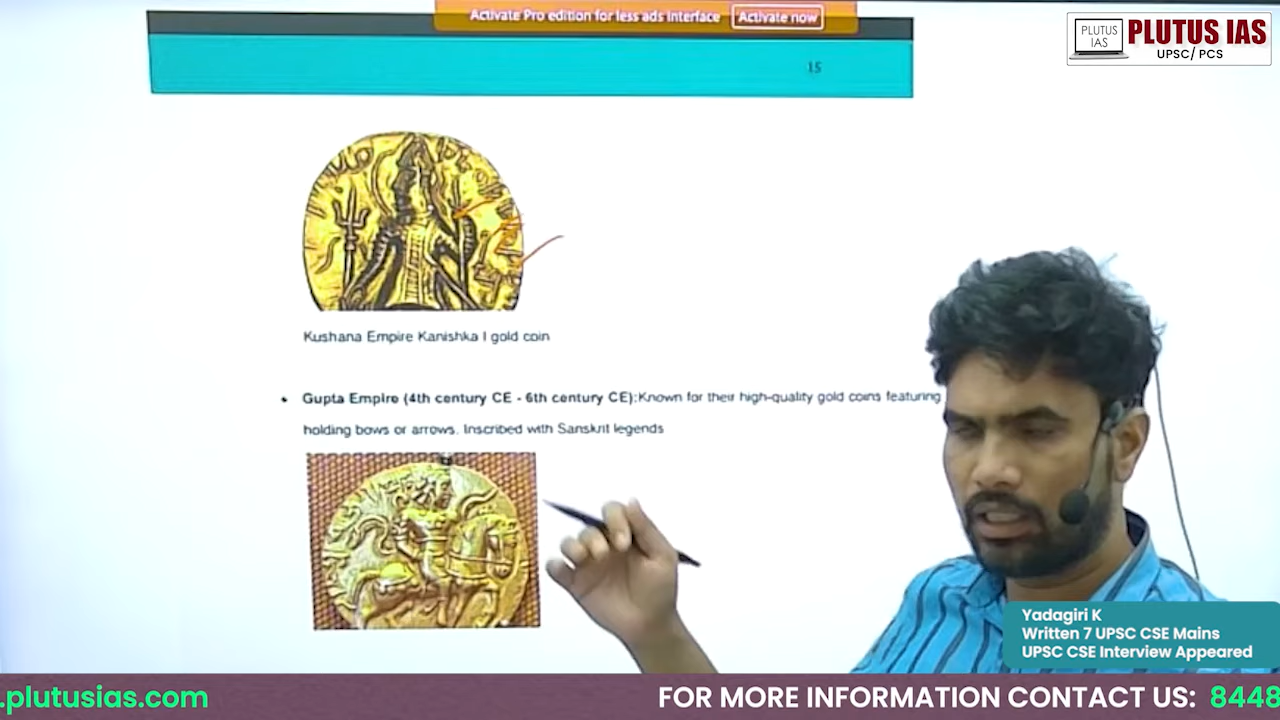 Activate Pro edition for less ads interface Activate now
PLUTUS IAS
PLUTUS IAS
UPSC/ PCS
15
Kushana Empire Kanishka I gold coin
• Gupta Empire (4th century CE - 6th century CE):Known for their high-quality gold coins featuring
holding bows or arrows. Inscribed with Sanskrit legends
Yadagiri K
Written 7 UPSC CSE Mains
UPSC CSE Interview Appeared
.plutusias.com
FOR MORE INFORMATION CONTACT US: 8448